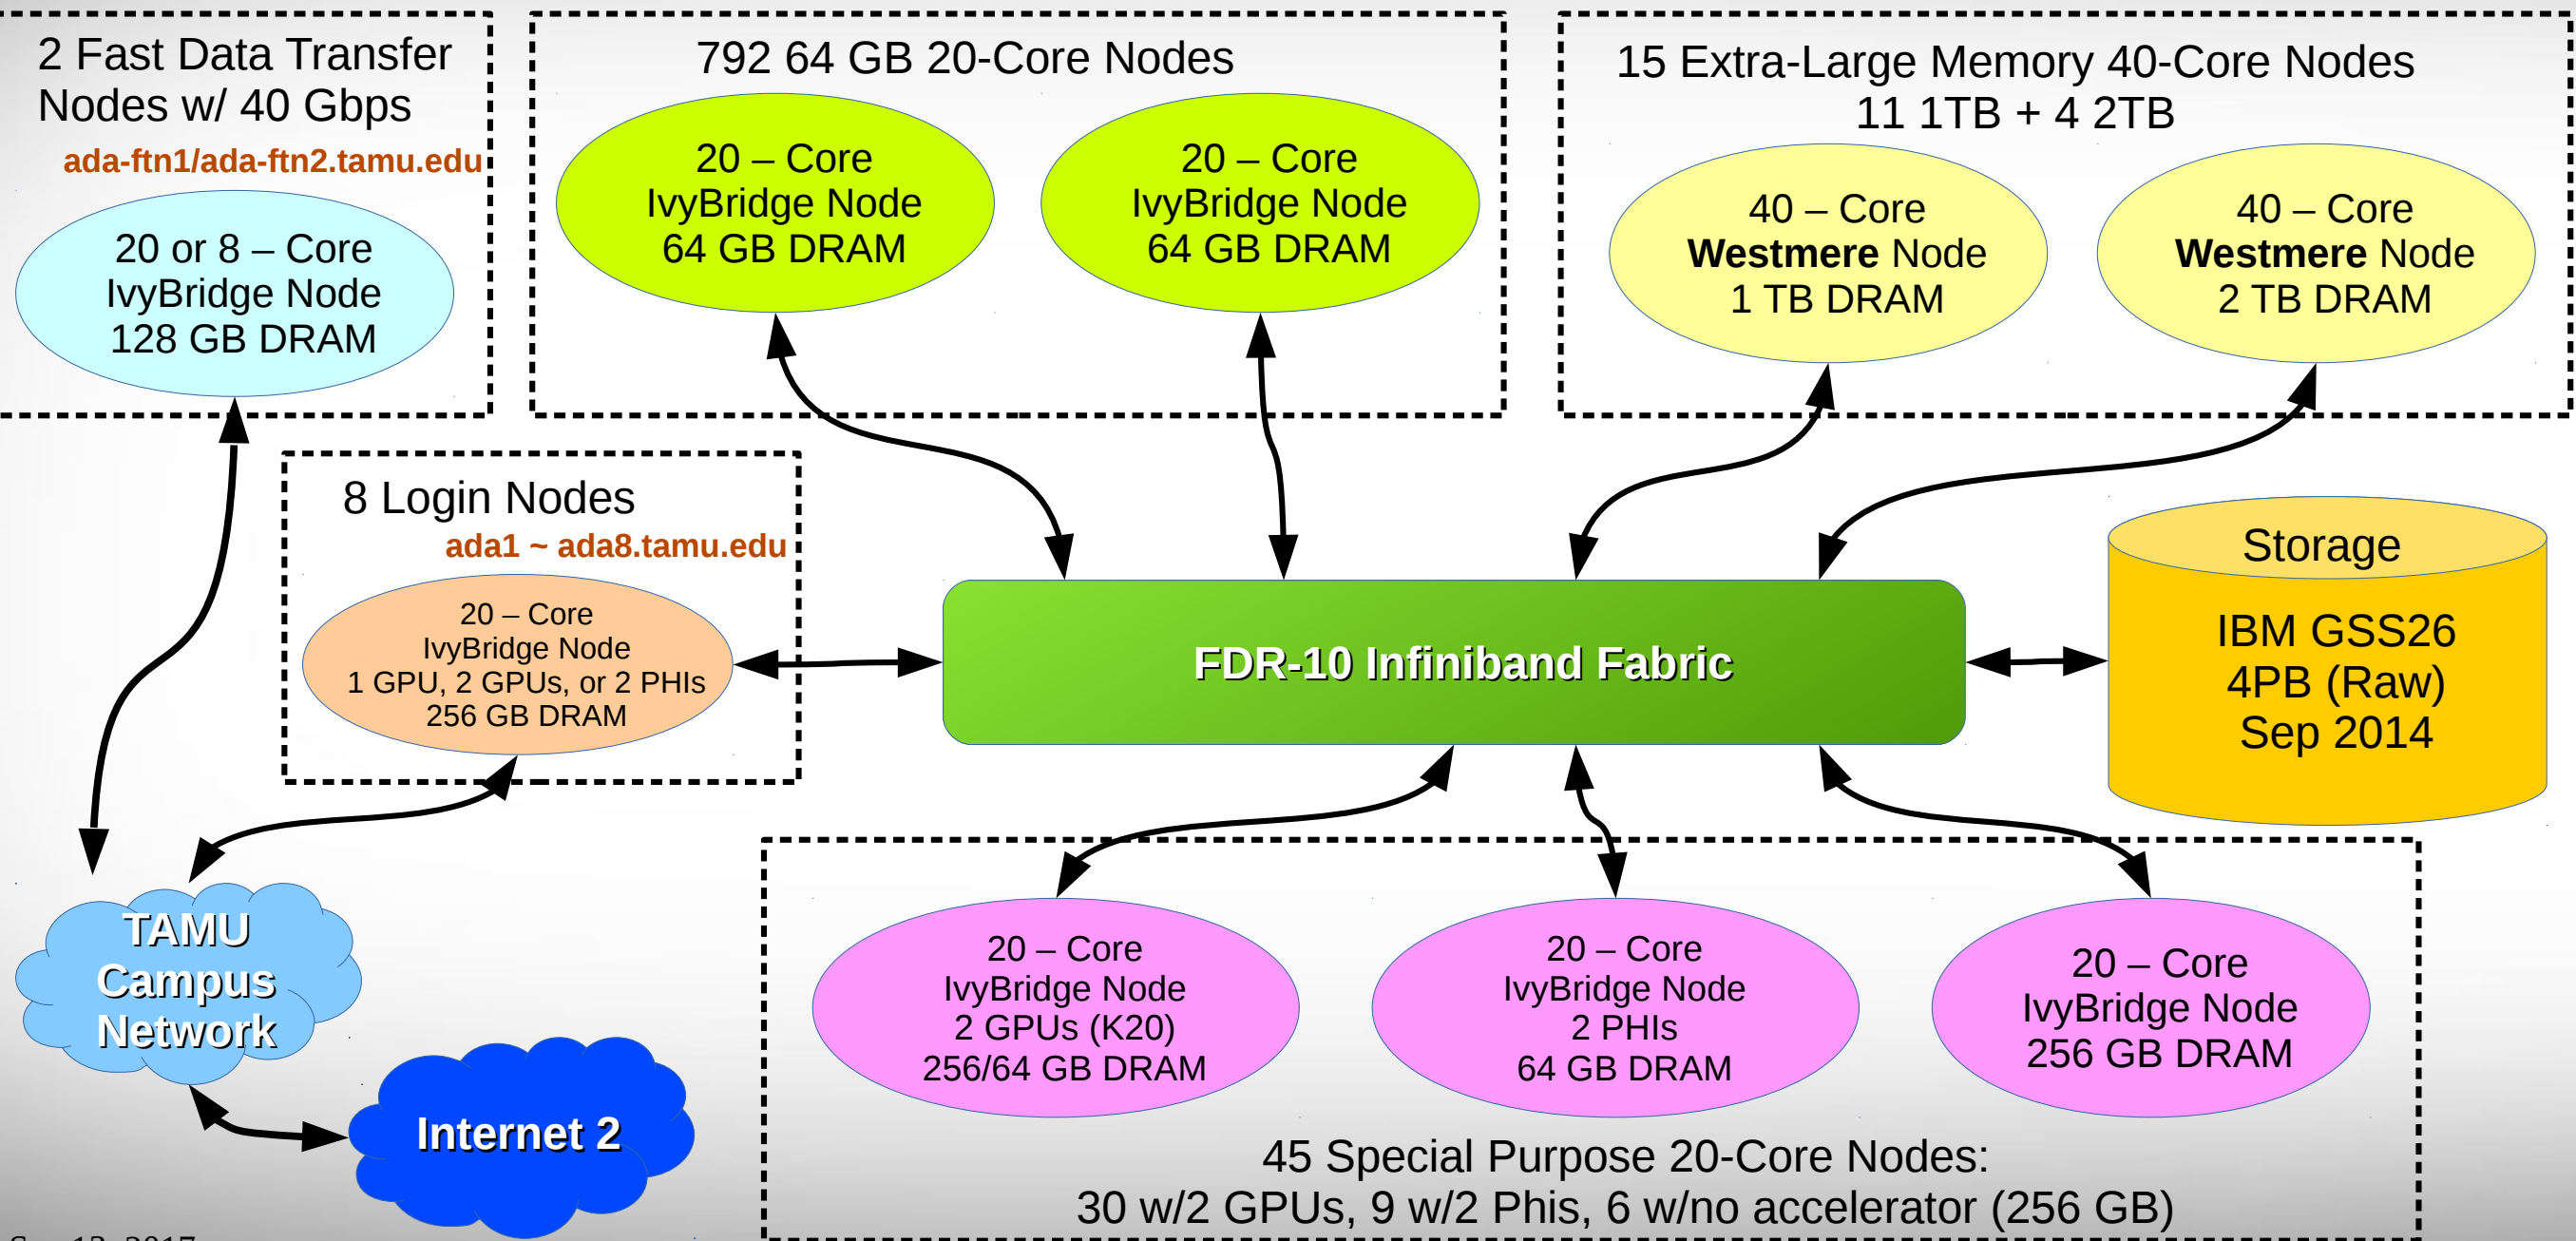 2 Fast Data Transfer
Nodes w/ 40 Gbps
ada-ftn1/ada-ftn2.tamu.edu
20 or 8 – Core
IvyBridge Node
128 GB DRAM
792 64 GB 20-Core Nodes
20 – Core
IvyBridge Node
64 GB DRAM
20 – Core
IvyBridge Node
64 GB DRAM
15 Extra-Large Memory 40-Core Nodes
11 1TB + 4 2TB
40 – Core
Westmere Node
1 TB DRAM
40 – Core
Westmere Node
2 TB DRAM
8 Login Nodes
ada1 ~ ada8.tamu.edu
20 – Core
IvyBridge Node
1 GPU, 2 GPUs, or 2 PHIs
256 GB DRAM
FDR-10 Infiniband Fabric
Storage
IBM GSS26
4PB (Raw)
Sep 2014
TAMU
Campus
Network
Internet 2
20 – Core
IvyBridge Node
2 GPUs (K20)
256/64 GB DRAM
20 – Core
IvyBridge Node
2 PHIs
64 GB DRAM
20 – Core
IvyBridge Node
256 GB DRAM
45 Special Purpose 20-Core Nodes:
30 w/2 GPUs, 9 w/2 Phis, 6 w/no accelerator (256 GB)